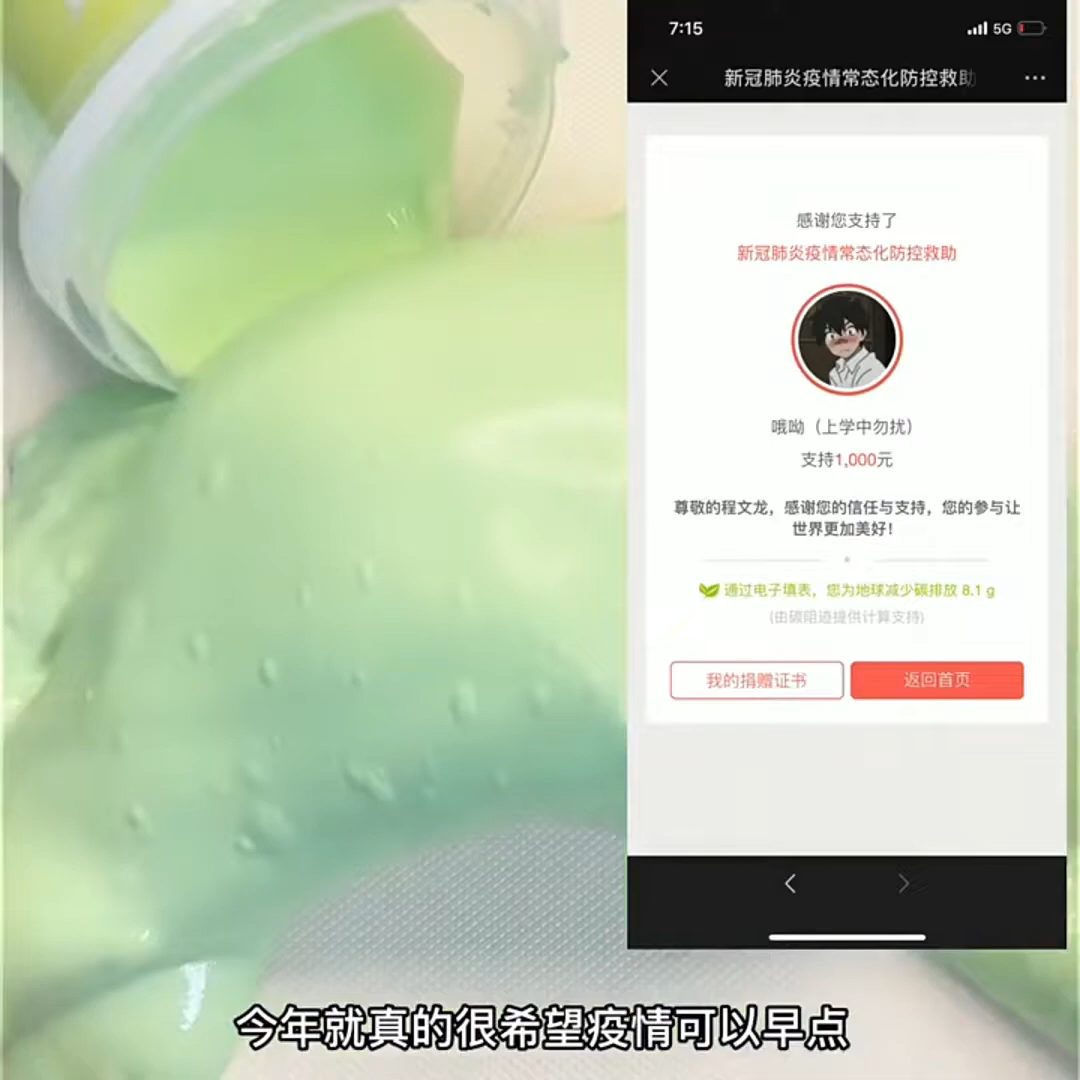 7:15
5G
新冠肺炎疫情常态化防控救助
感谢您支持了
新冠肺炎疫情常态化防控救助
哦呦（上学中勿扰）
支持1,000元
尊敬的程文龙，感谢您的信任与支持，您的参与让
世界更加美好！
通过电子填表，您为地球减少碳排放 8.1 g
(由碳阻迹提供计算支持)
我的捐赠证书
返回首页
今年就真的很希望疫情可以早点